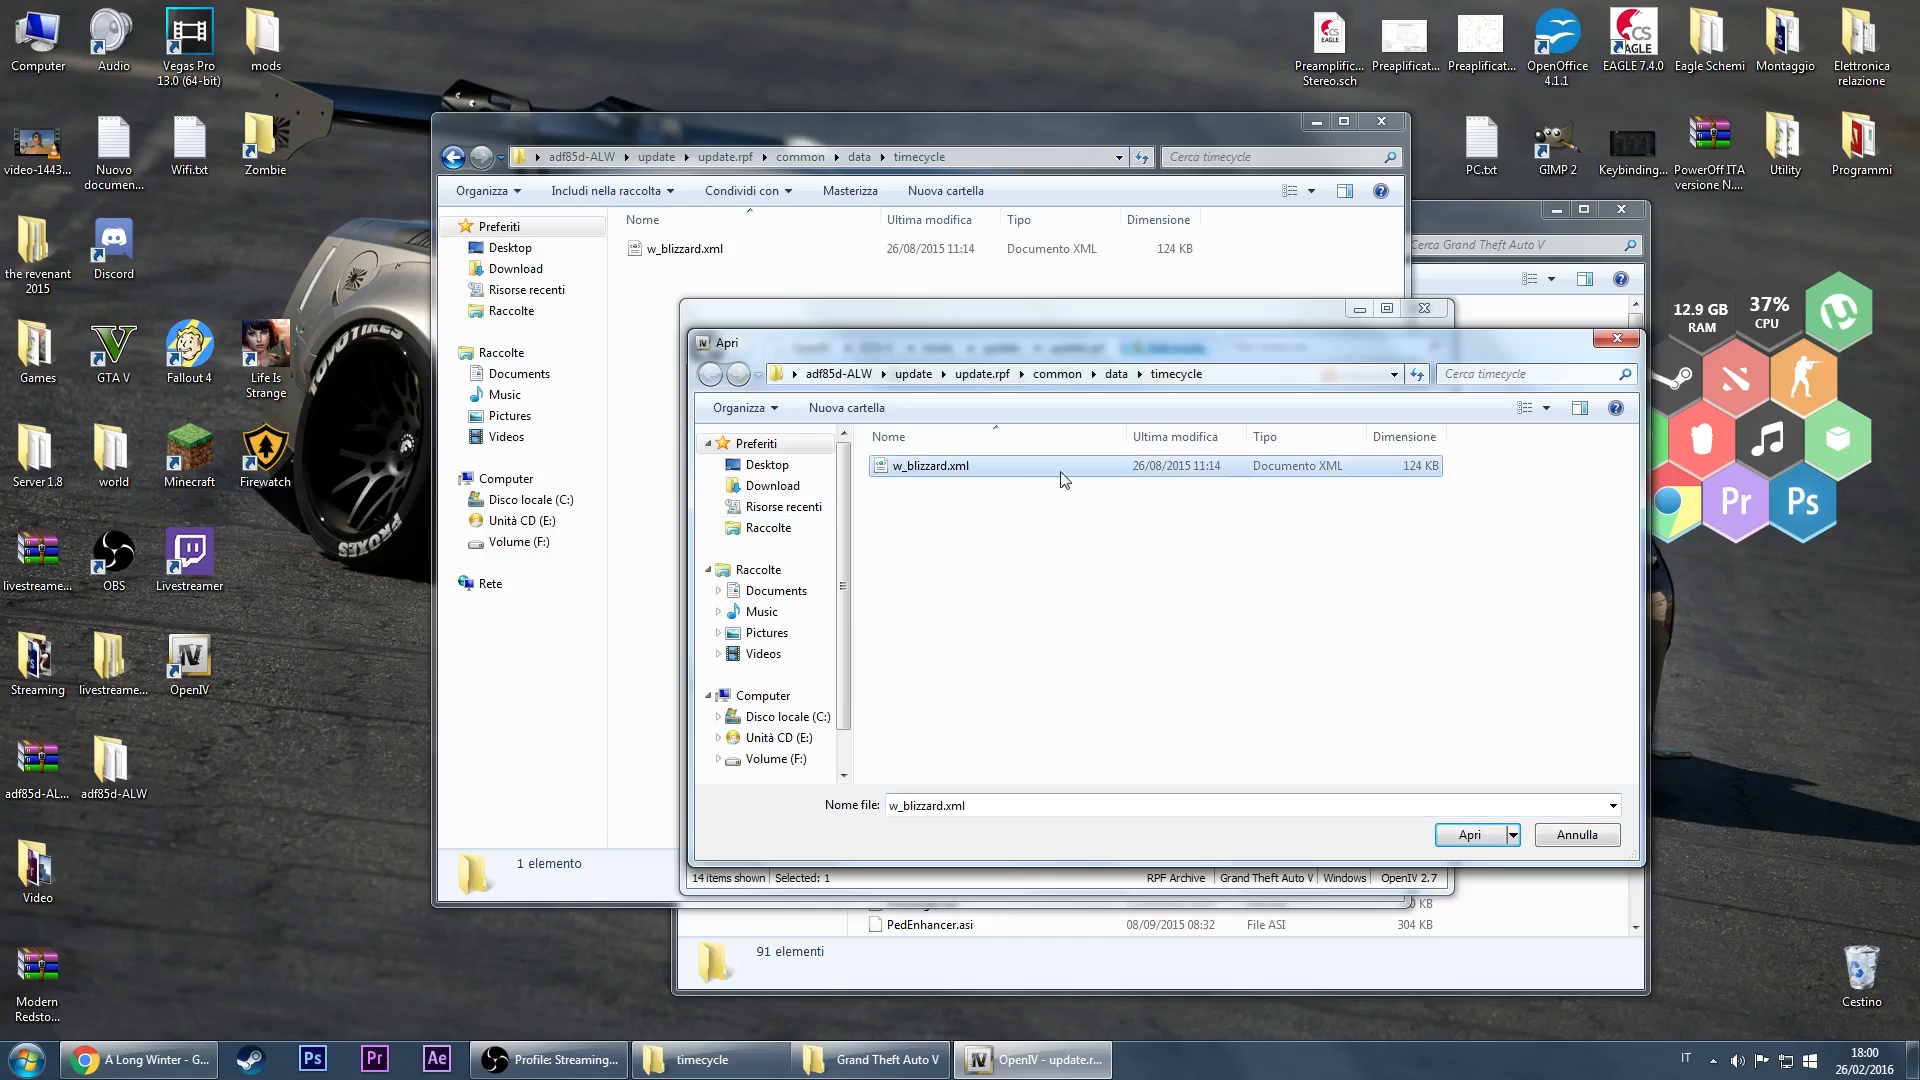 Computer
Audio
Vegas Pro
13.0 (64-bit)
mods
video-1443...
Nuovo
documen...
Wifi.txt
Zombie
the revenant
2015
Discord
Games
GTA V
Fallout 4
Life Is
Strange
Server 1.8
world
Minecraft
Firewatch
livestreame...
OBS
Livestreamer
Streaming
livestreame...
OpenIV
adf85d-AL...
adf85d-ALW
Video
Modern
Redsto...
Preamplific...
Stereo.sch
Preaplificat...
Preaplificat...
OpenOffice
4.1.1
EAGLE 7.4.0
Eagle Schemi
Montaggio
Elettronica
relazione
PC.txt
GIMP 2
Keybinding...
PowerOff ITA
versione N....
Utility
Programmi
12.9 GB
RAM
37%
CPU
Pr
Ps
Cestino
adf85d-ALW update update.rpf common data timecycle
Cerca timecycle
Organizza Includi nella raccolta Condividi con Masterizza Nuova cartella
Nome Ultima modifica Tipo Dimensione
w_blizzard.xml 26/08/2015 11:14 Documento XML 124 KB
Preferiti
Desktop
Download
Risorse recenti
Raccolte
Raccolte
Documents
Music
Pictures
Videos
Computer
Disco locale (C:)
Unità CD (E:)
Volume (F:)
Rete
1 elemento
Cerca Grand Theft Auto V
Apri
adf85d-ALW update update.rpf common data timecycle
Cerca timecycle
Organizza Nuova cartella
Nome Ultima modifica Tipo Dimensione
w_blizzard.xml 26/08/2015 11:14 Documento XML 124 KB
Preferiti
Desktop
Download
Risorse recenti
Raccolte
Raccolte
Documents
Music
Pictures
Videos
Computer
Disco locale (C:)
Unità CD (E:)
Volume (F:)
Nome file: w_blizzard.xml
Apri Annulla
14 items shown Selected: 1 RPF Archive Grand Theft Auto V Windows OpenIV 2.7
PedEnhancer.asi 08/09/2015 08:32 File ASI 304 KB
91 elementi
A Long Winter - G...
Ps
Pr
Ae
Profile: Streaming...
timecycle
Grand Theft Auto V
OpenIV - update.r...
IT
18:00
26/02/2016